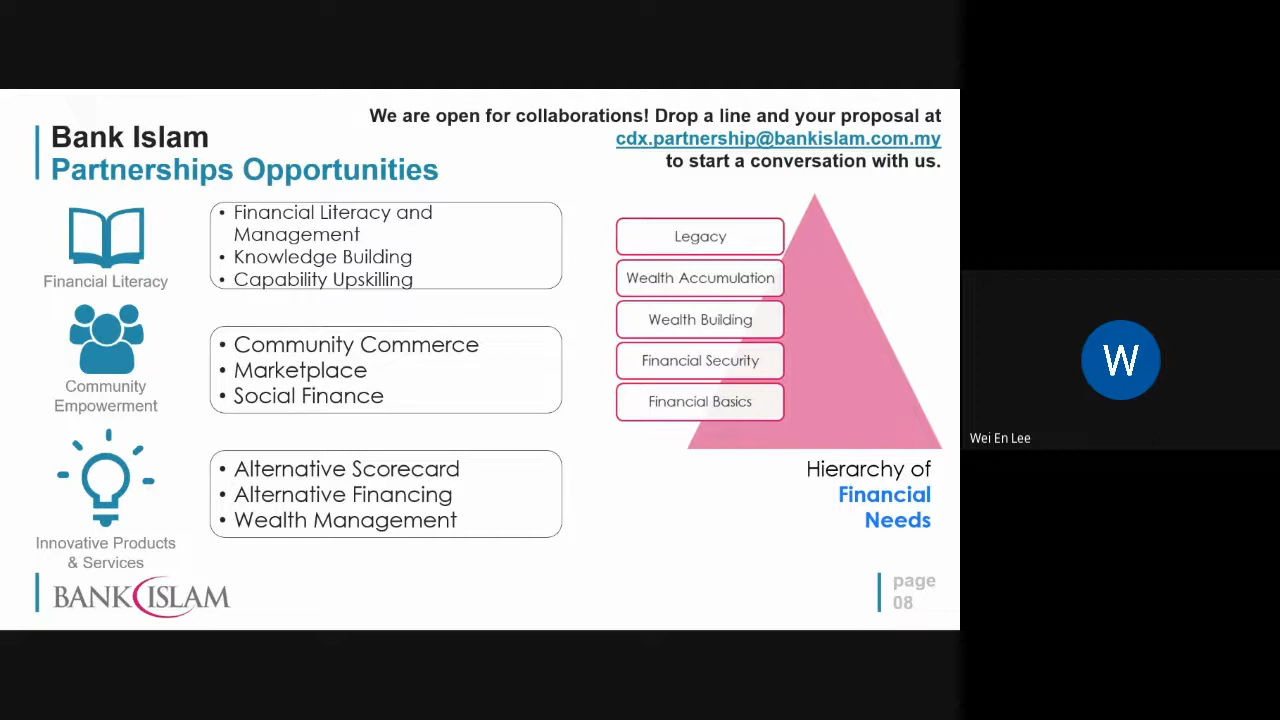 We are open for collaborations! Drop a line and your proposal at
cdx.partnership@bankislam.com.my
to start a conversation with us.
Bank Islam
Partnerships Opportunities
Financial Literacy
• Financial Literacy and
Management
• Knowledge Building
• Capability Upskilling
Community
Empowerment
• Community Commerce
• Marketplace
• Social Finance
Innovative Products
& Services
• Alternative Scorecard
• Alternative Financing
• Wealth Management
Legacy
Wealth Accumulation
Wealth Building
Financial Security
Financial Basics
Hierarchy of
Financial
Needs
BANK ISLAM
page
08
W
Wei En Lee